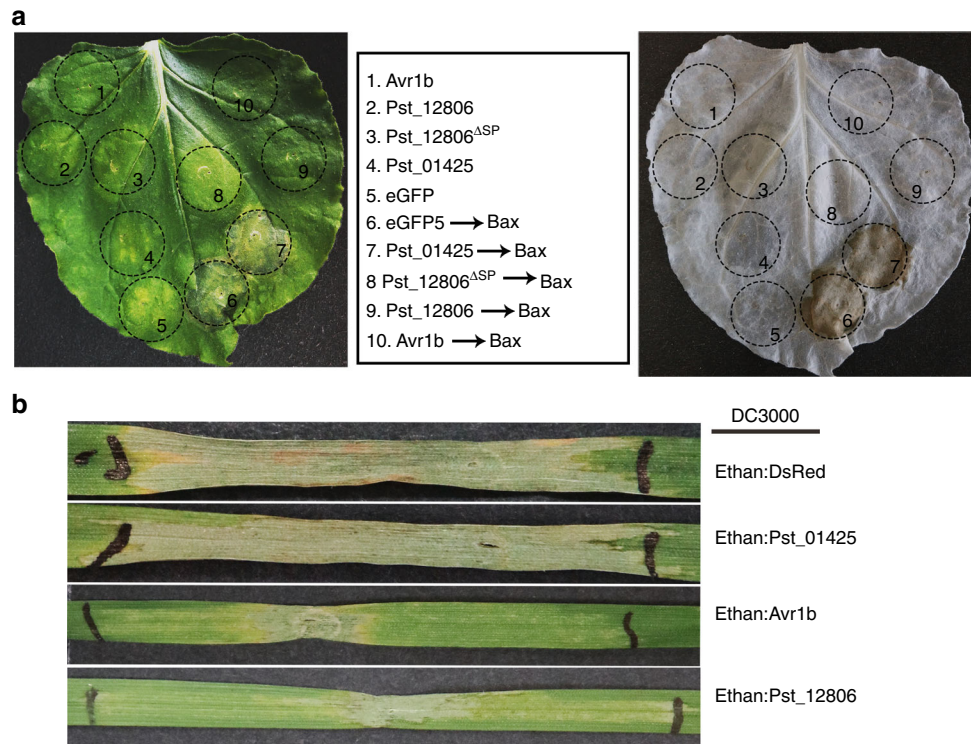 a
1
2
3
4
5
6
7
8
9
10
1. Avr1b
2. Pst_12806
3. Pst_12806ΔSP
4. Pst_01425
5. eGFP
6. eGFP5 → Bax
7. Pst_01425 → Bax
8 Pst_12806ΔSP → Bax
9. Pst_12806 → Bax
10. Avr1b → Bax
1
2
3
4
5
6
7
8
9
10
b
DC3000
Ethan:DsRed
Ethan:Pst_01425
Ethan:Avr1b
Ethan:Pst_12806